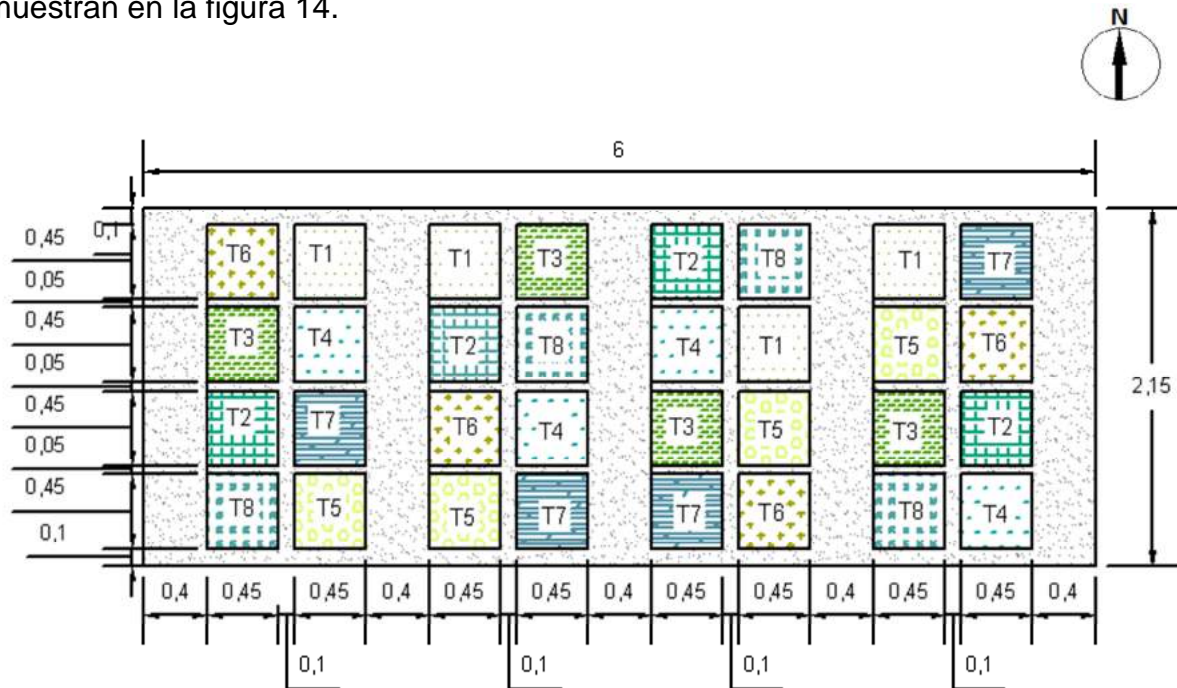 muestran en la figura 14.
N
6
0,45 0,1
0,05
0,45
0,05
0,45
0,05
0,45
0,1
T6 T1 T1 T3 T2 T8 T1 T7
T3 T4 T2 T8 T4 T1 T5 T6
T2 T7 T6 T4 T3 T5 T3 T2
T8 T5 T5 T7 T7 T6 T8 T4
2,15
0,4 0,45 0,45 0,4 0,45 0,45 0,4 0,45 0,45 0,4 0,45 0,45 0,4
0,1 0,1 0,1 0,1